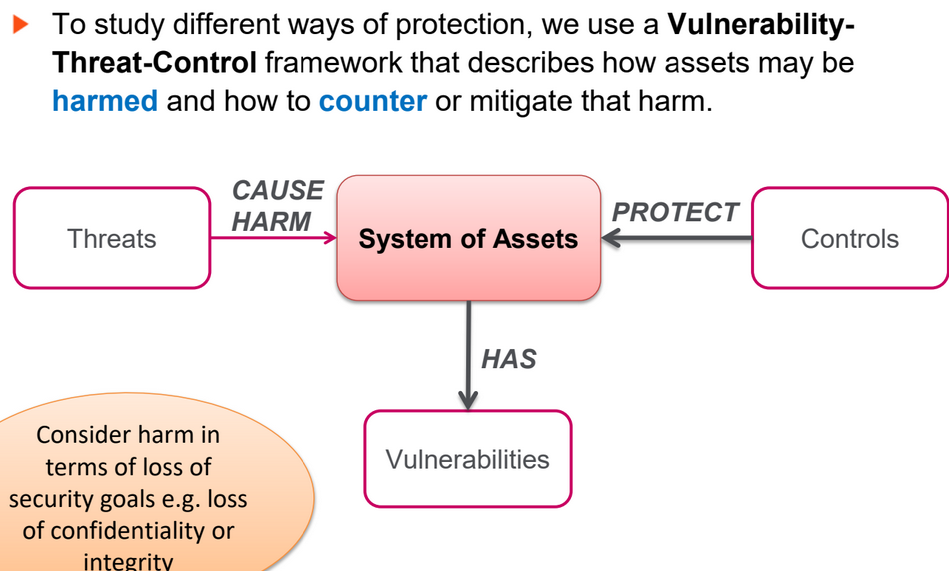 To study different ways of protection, we use a Vulnerability-
Threat-Control framework that describes how assets may be
harmed and how to counter or mitigate that harm.
CAUSE
HARM
PROTECT
Threats
System of Assets
Controls
HAS
Vulnerabilities
Consider harm in
terms of loss of
security goals e.g. loss
of confidentiality or
integrity